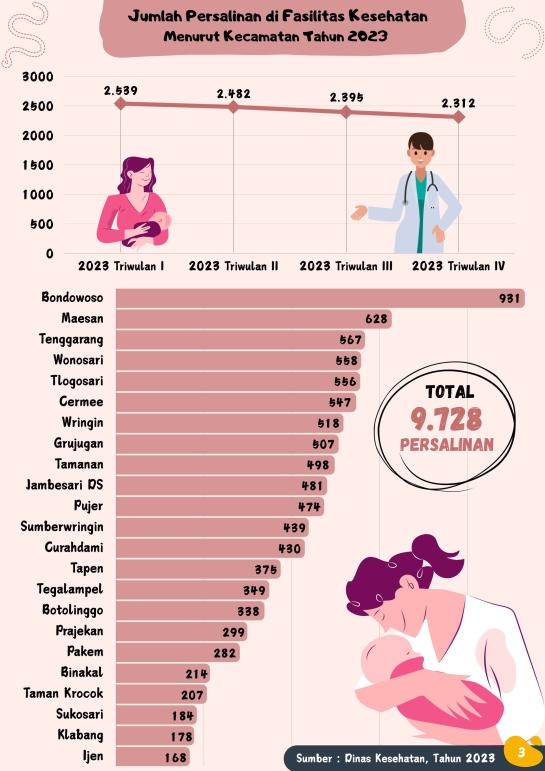 Jumlah Persalinan di Fasilitas Kesehatan
Menurut Kecamatan Tahun 2023
3000
2500
2000
1500
1000
500
0
2.539
2.482
2.395
2.312
2023 Triwulan I
2023 Triwulan II
2023 Triwulan III
2023 Triwulan IV
Bondowoso 931
Maesan 628
Tenggarang 567
Wonosari 558
Tlogosari 556
Cermee 547
Wringin 518
Grujugan 507
Tamanan 498
Jambesari DS 481
Pujer 474
Sumberwringin 439
Curahdami 430
Tapen 375
Tegalampel 349
Botolinggo 338
Prajekan 299
Pakem 282
Binakal 214
Taman Krocok 207
Sukosari 184
Klabang 178
Ijen 168
TOTAL
9.728
PERSALINAN
Sumber : Dinas Kesehatan, Tahun 2023
3